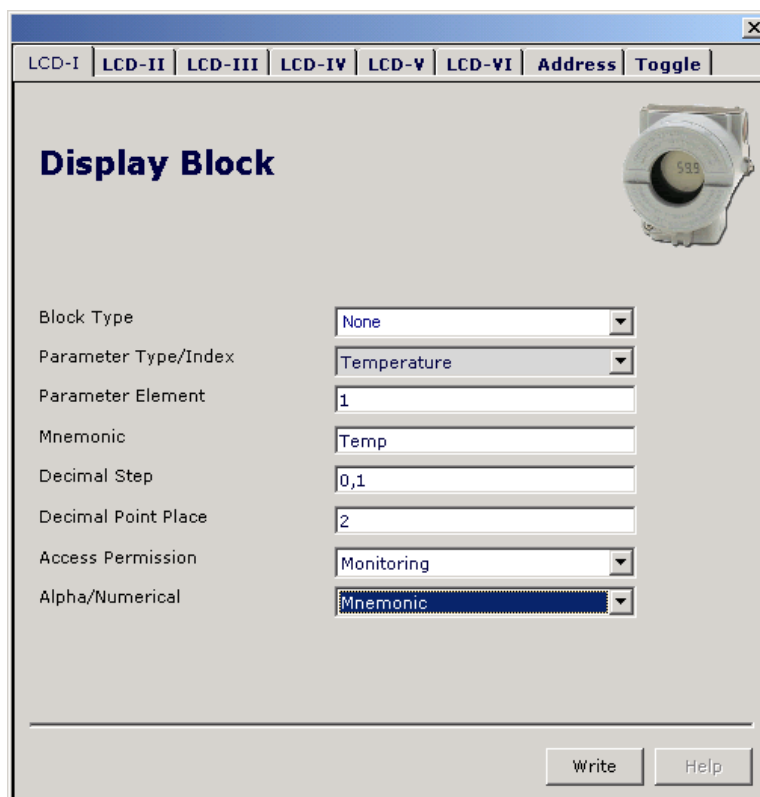 LCD-I LCD-II LCD-III LCD-IV LCD-V LCD-VI Address Toggle
Display Block
59.9
Block Type None
Parameter Type/Index Temperature
Parameter Element 1
Mnemonic Temp
Decimal Step 0,1
Decimal Point Place 2
Access Permission Monitoring
Alpha/Numerical Mnemonic
Write Help